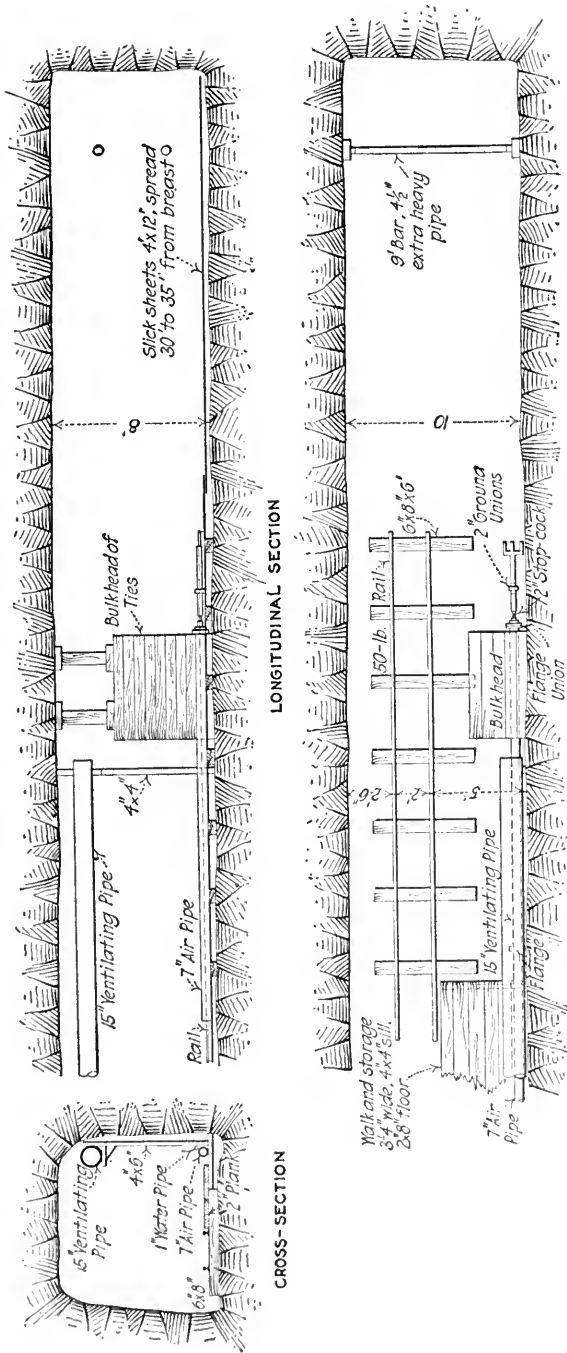 15" Ventilating
Pipe
4"x6"
1" Water Pipe
7" Air Pipe
2" Plank
6"x8"
CROSS-SECTION
15" Ventilating Pipe
4"x4"
Rail
7" Air Pipe
Bulkhead of
Ties
8'
Slick sheets 4'x12', spread
30' to 35' from breast
LONGITUDINAL SECTION
Walk and storage
3'-4" wide, 4"x4" sill.
2"x8" floor
7" Air
Pipe
Flange
15" Ventilating Pipe
2'-6"
2'
5'
50-lb. Rail
6"x8"x6'
Bulkhead
Flange
Union
2" Stop-cock
2" Ground
Unions
10
9' Bar, 4½"
extra heavy
pipe